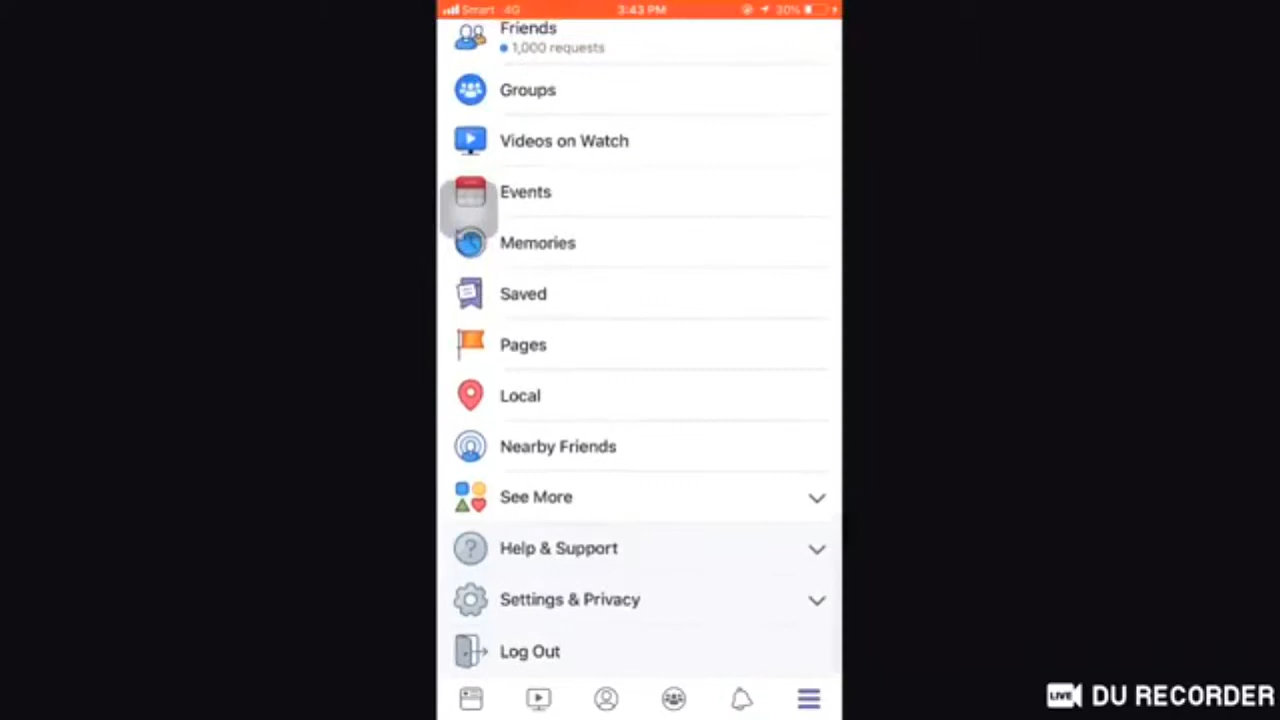 Smart 4G 3:43 PM 30%
Friends
1,000 requests
Groups
Videos on Watch
Events
Memories
Saved
Pages
Local
Nearby Friends
See More
Help & Support
Settings & Privacy
Log Out
LIVE DU RECORDER